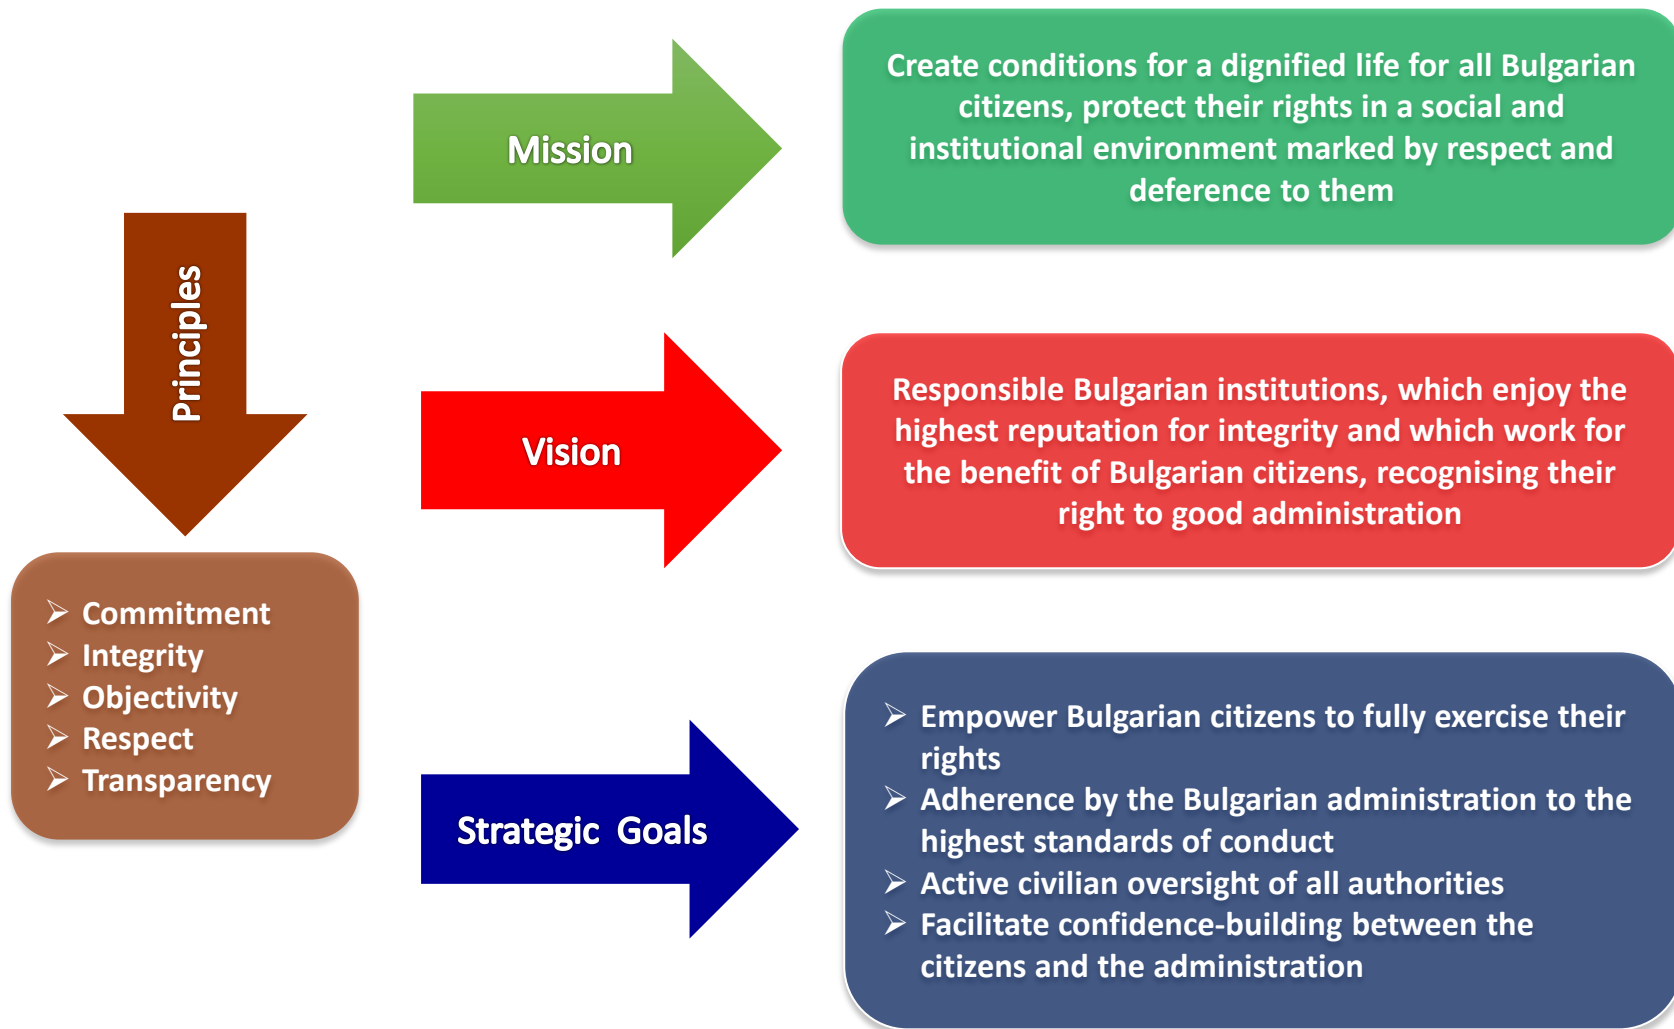 Mission
Create conditions for a dignified life for all Bulgarian
citizens, protect their rights in a social and
institutional environment marked by respect and
deference to them
Principles
Vision
Responsible Bulgarian institutions, which enjoy the
highest reputation for integrity and which work for
the benefit of Bulgarian citizens, recognising their
right to good administration
➢ Commitment
➢ Integrity
➢ Objectivity
➢ Respect
➢ Transparency
Strategic Goals
➢ Empower Bulgarian citizens to fully exercise their
rights
➢ Adherence by the Bulgarian administration to the
highest standards of conduct
➢ Active civilian oversight of all authorities
➢ Facilitate confidence-building between the
citizens and the administration